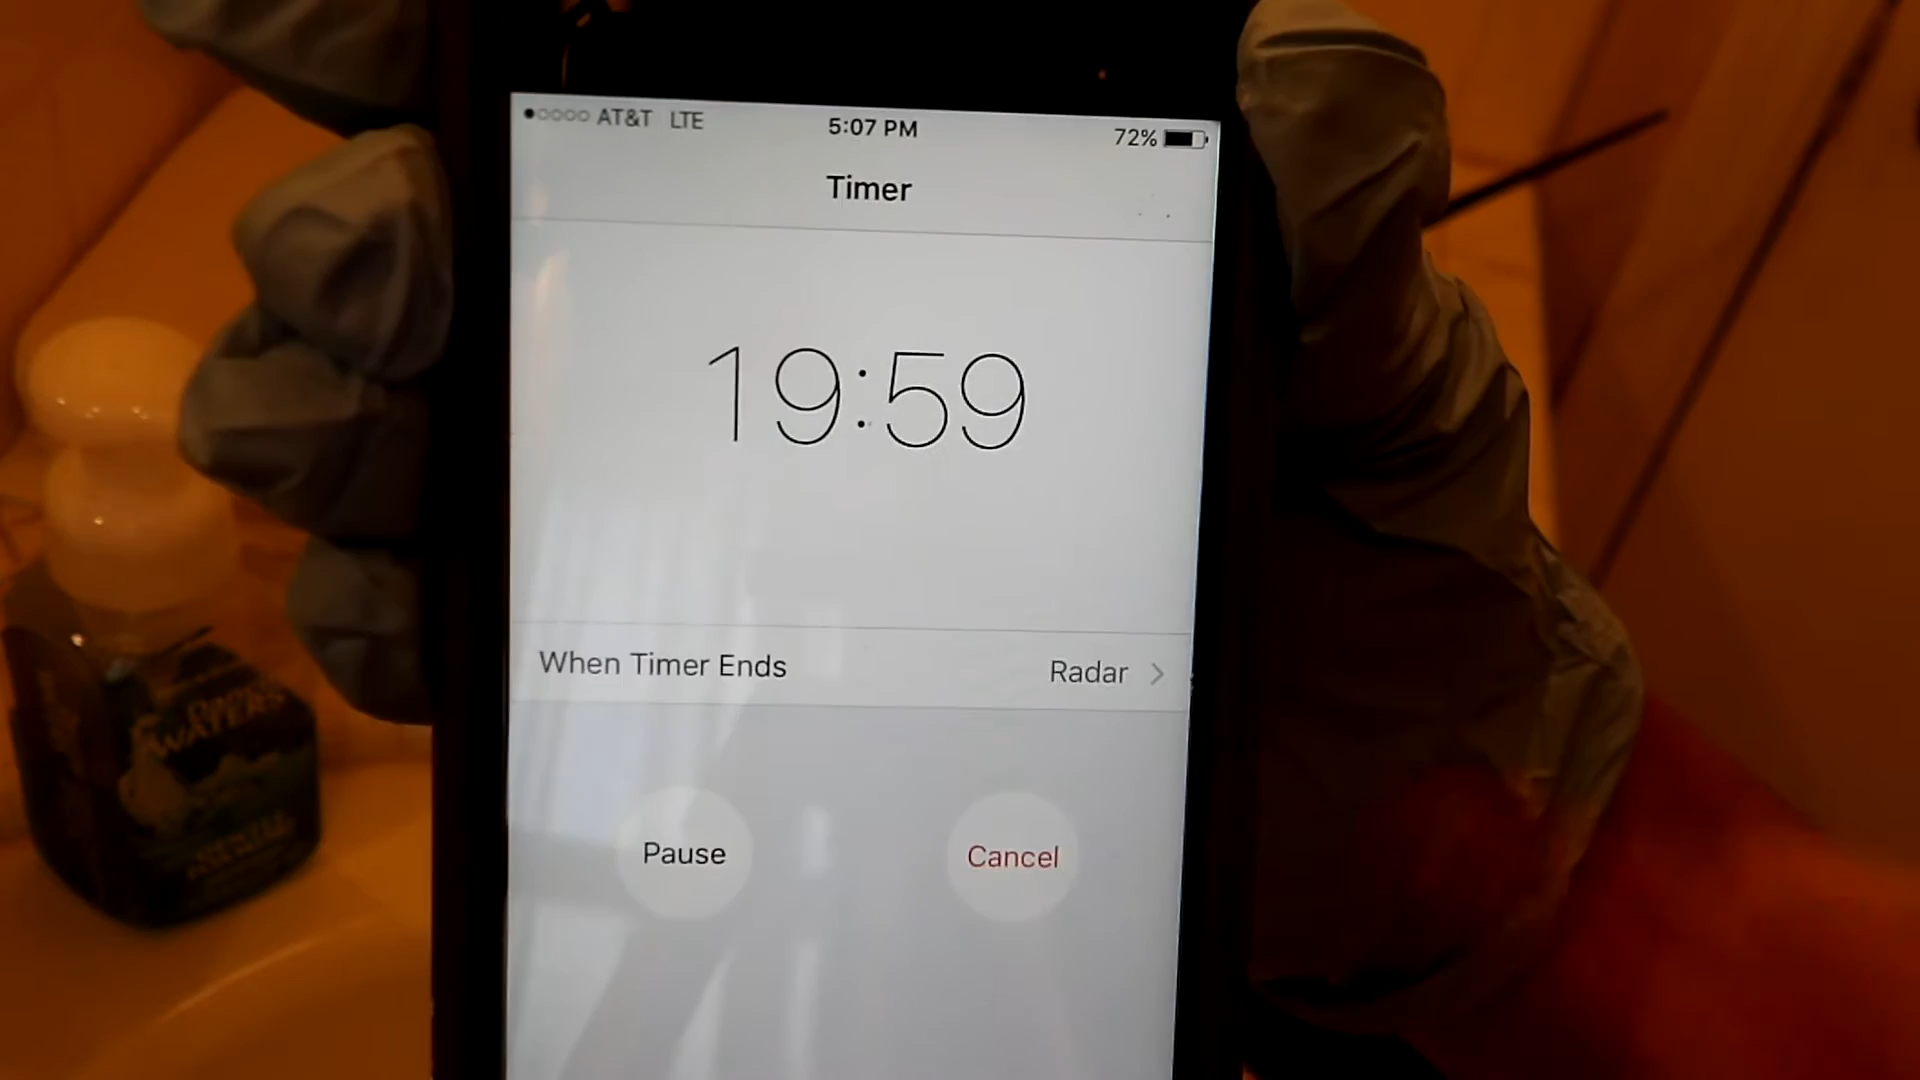 AT&T LTE 5:07 PM 72%
Timer
19:59
When Timer Ends Radar
Pause Cancel
WATERS